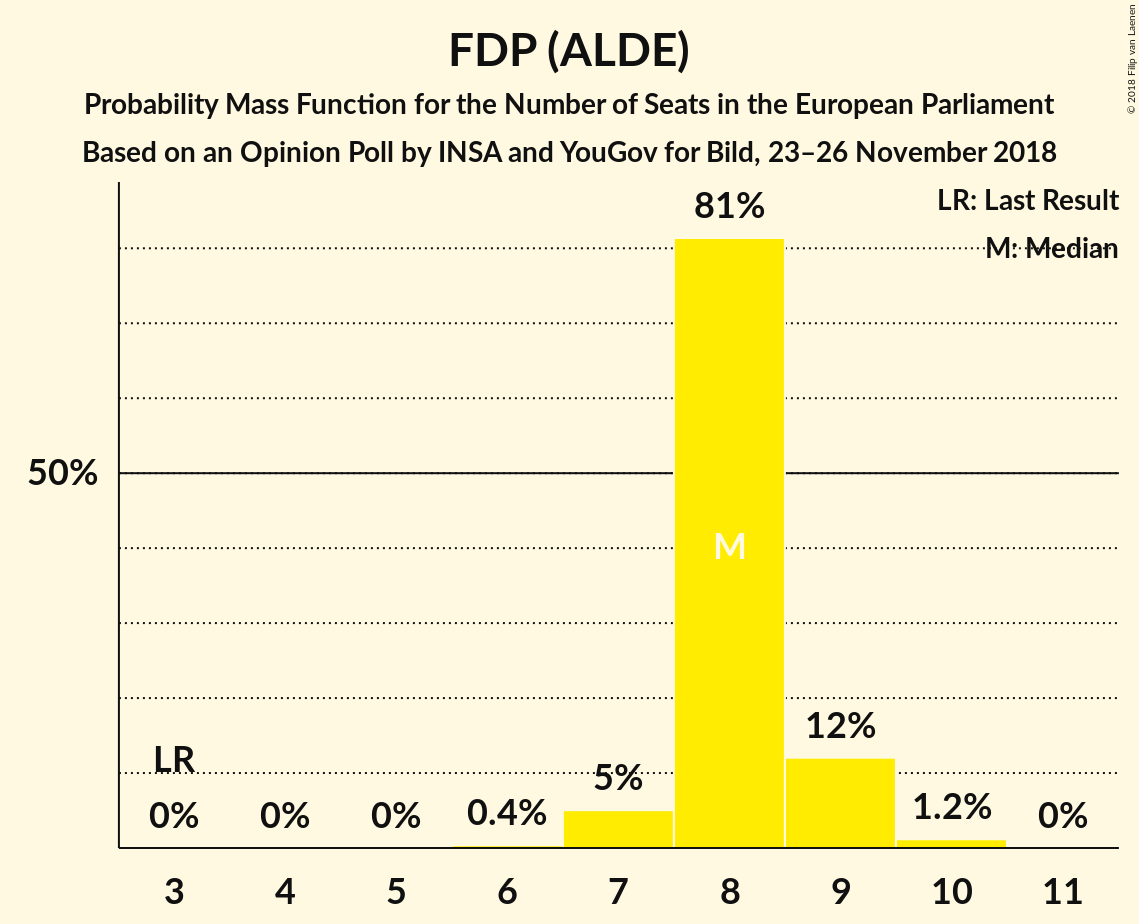 FDP (ALDE)
Probability Mass Function for the Number of Seats in the European Parliament
Based on an Opinion Poll by INSA and YouGov for Bild, 23–26 November 2018
© 2018 Filip van Laenen
LR: Last Result
M: Median
50%
LR
0%
0%
0%
0.4%
5%
81%
M
12%
1.2%
0%
3 4 5 6 7 8 9 10 11